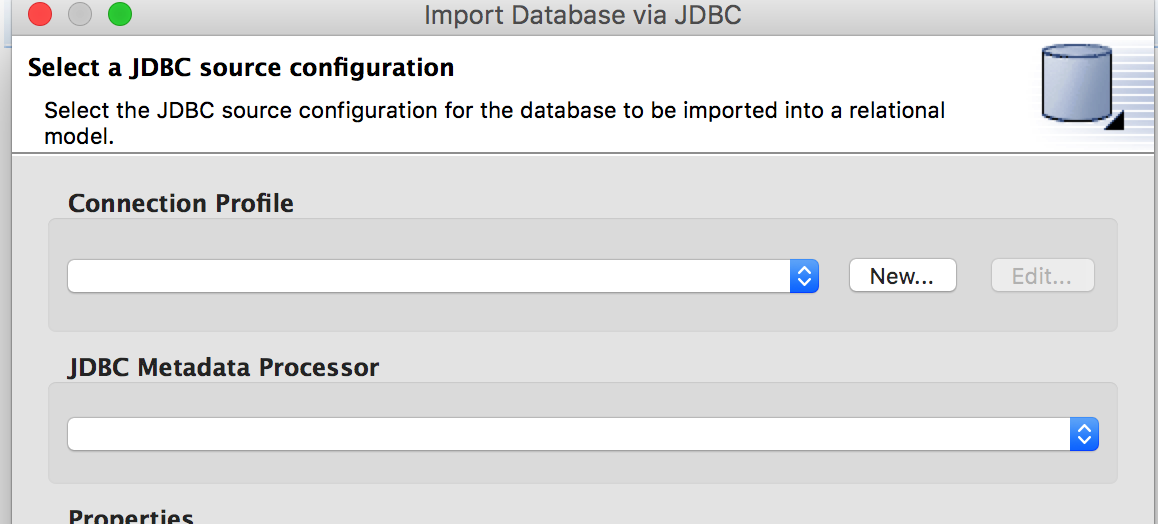 Import Database via JDBC
Select a JDBC source configuration
Select the JDBC source configuration for the database to be imported into a relational
model.
Connection Profile
New...
Edit...
JDBC Metadata Processor
Properties